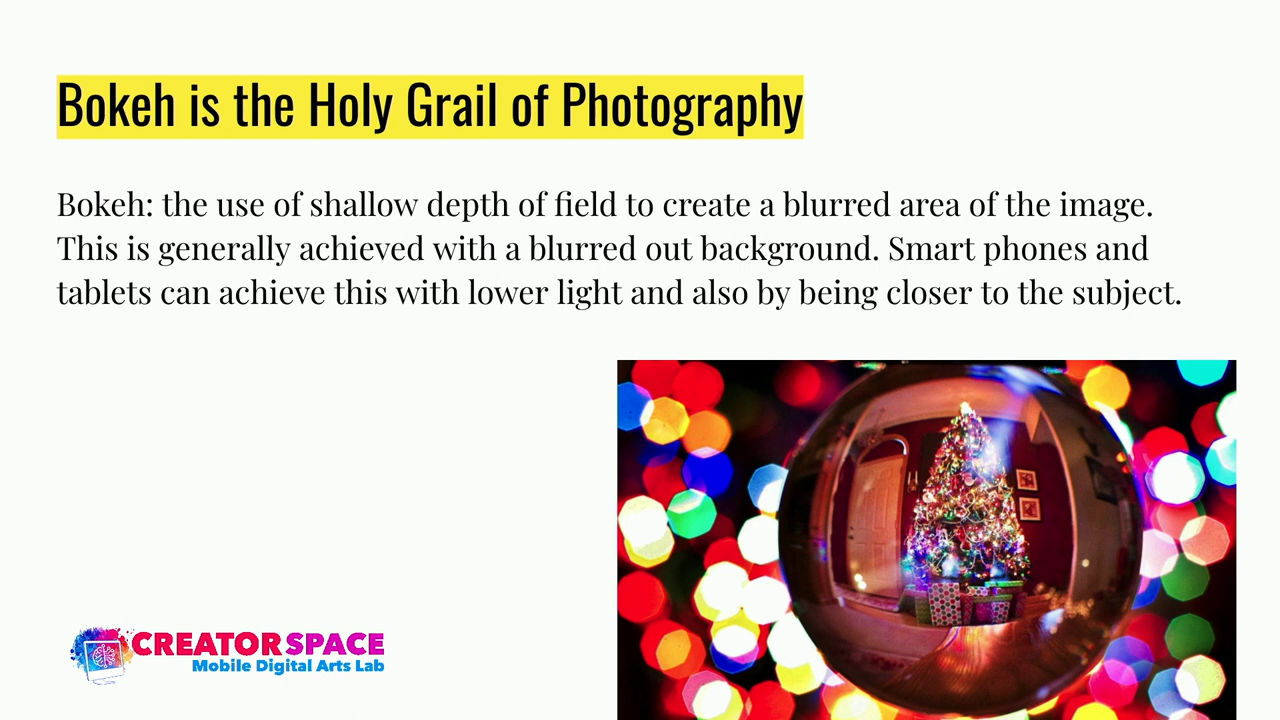 Bokeh is the Holy Grail of Photography
Bokeh: the use of shallow depth of field to create a blurred area of the image.
This is generally achieved with a blurred out background. Smart phones and
tablets can achieve this with lower light and also by being closer to the subject.
CREATOR SPACE
Mobile Digital Arts Lab